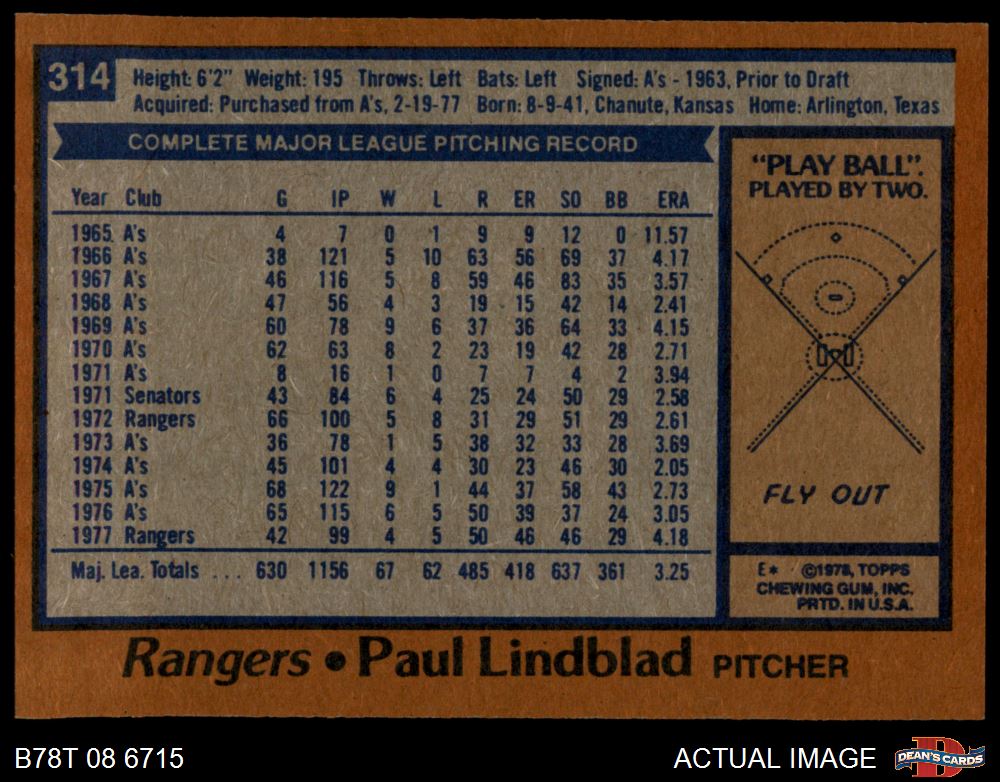 314
Height: 6'2" Weight: 195 Throws: Left Bats: Left Signed: A's - 1963, Prior to Draft
Acquired: Purchased from A's, 2-19-77 Born: 8-9-41, Chanute, Kansas Home: Arlington, Texas
COMPLETE MAJOR LEAGUE PITCHING RECORD
Year Club G IP W L R ER SO BB ERA
1965 A's 4 7 0 1 9 9 12 0 11.57
1966 A's 38 121 5 10 63 56 69 37 4.17
1967 A's 46 116 5 8 59 46 83 35 3.57
1968 A's 47 56 4 3 19 15 42 14 2.41
1969 A's 60 78 9 6 37 36 64 33 4.15
1970 A's 62 63 8 2 23 19 42 28 2.71
1971 A's 8 16 1 0 7 7 4 2 3.94
1971 Senators 43 84 6 4 25 24 50 29 2.58
1972 Rangers 66 100 5 8 31 29 51 29 2.61
1973 A's 36 78 1 5 38 32 33 28 3.69
1974 A's 45 101 4 4 30 23 46 30 2.05
1975 A's 68 122 9 1 44 37 58 43 2.73
1976 A's 65 115 6 5 50 39 37 24 3.05
1977 Rangers 42 99 4 5 50 46 46 29 4.18
Maj. Lea. Totals ... 630 1156 67 62 485 418 637 361 3.25
"PLAY BALL".
PLAYED BY TWO.
FLY OUT
E* ©1978, TOPPS
CHEWING GUM, INC.
PRTD. IN U.S.A.
Rangers • Paul Lindblad PITCHER
B78T 08 6715
ACTUAL IMAGE
D
DEAN'S CARDS